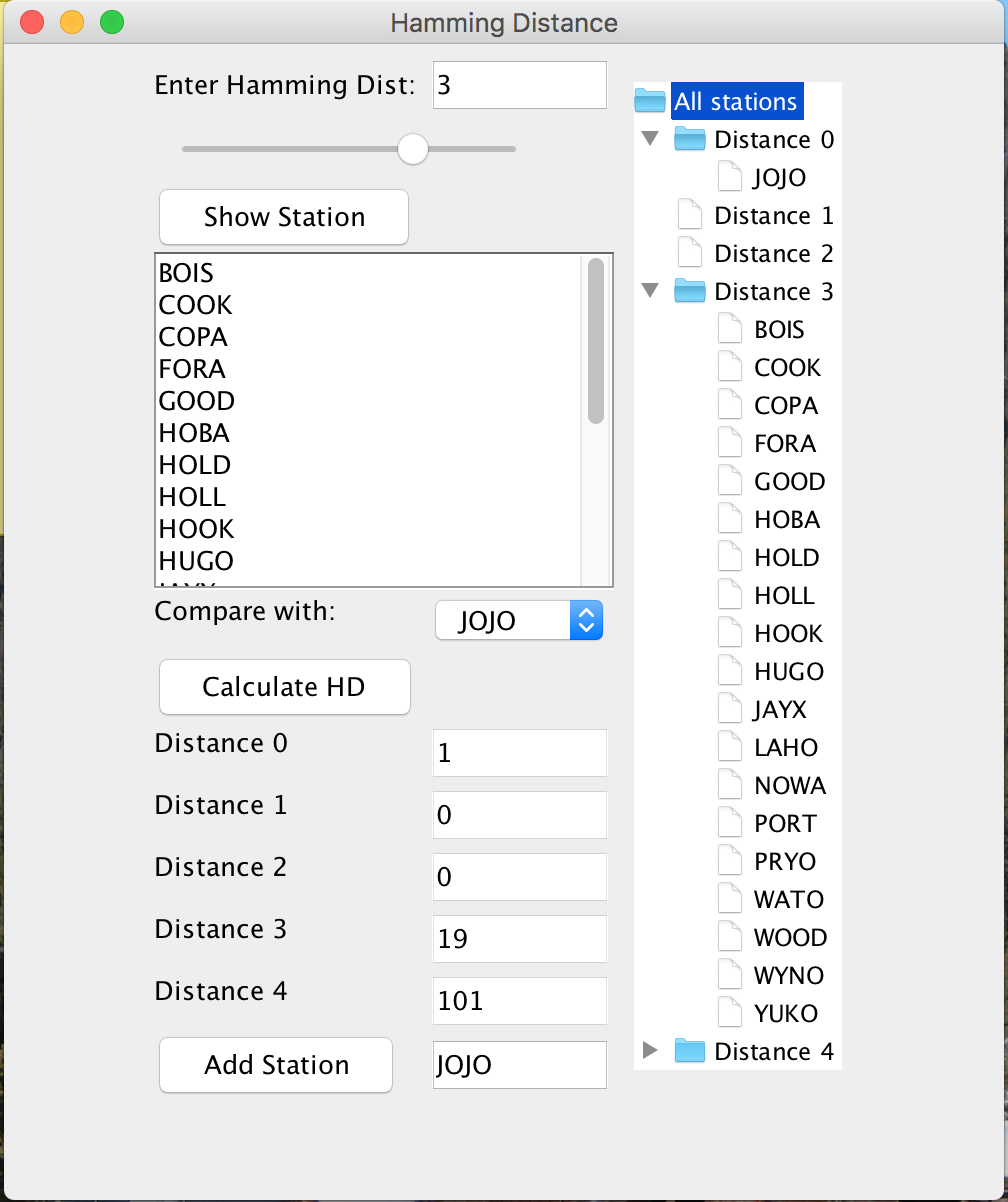 Hamming Distance
Enter Hamming Dist: 3
Show Station
BOIS
COOK
COPA
FORA
GOOD
HOBA
HOLD
HOLL
HOOK
HUGO
Compare with: JOJO
Calculate HD
Distance 0 1
Distance 1 0
Distance 2 0
Distance 3 19
Distance 4 101
Add Station JOJO
All stations
Distance 0
JOJO
Distance 1
Distance 2
Distance 3
BOIS
COOK
COPA
FORA
GOOD
HOBA
HOLD
HOLL
HOOK
HUGO
JAYX
LAHO
NOWA
PORT
PRYO
WATO
WOOD
WYNO
YUKO
Distance 4